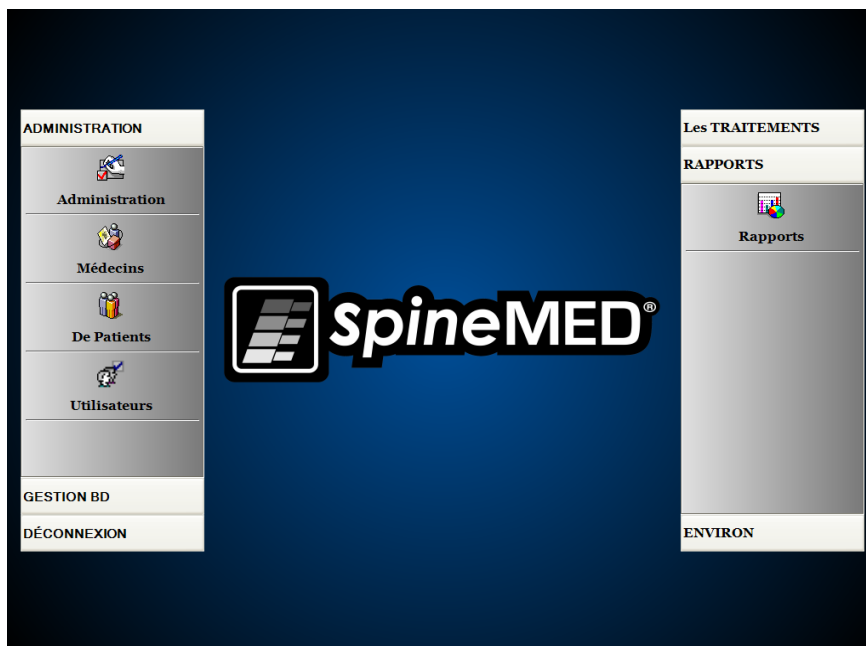 ADMINISTRATION
Administration
Médecins
De Patients
Utilisateurs
GESTION BD
DÉCONNEXION
SpineMED®
Les TRAITEMENTS
RAPPORTS
Rapports
ENVIRON